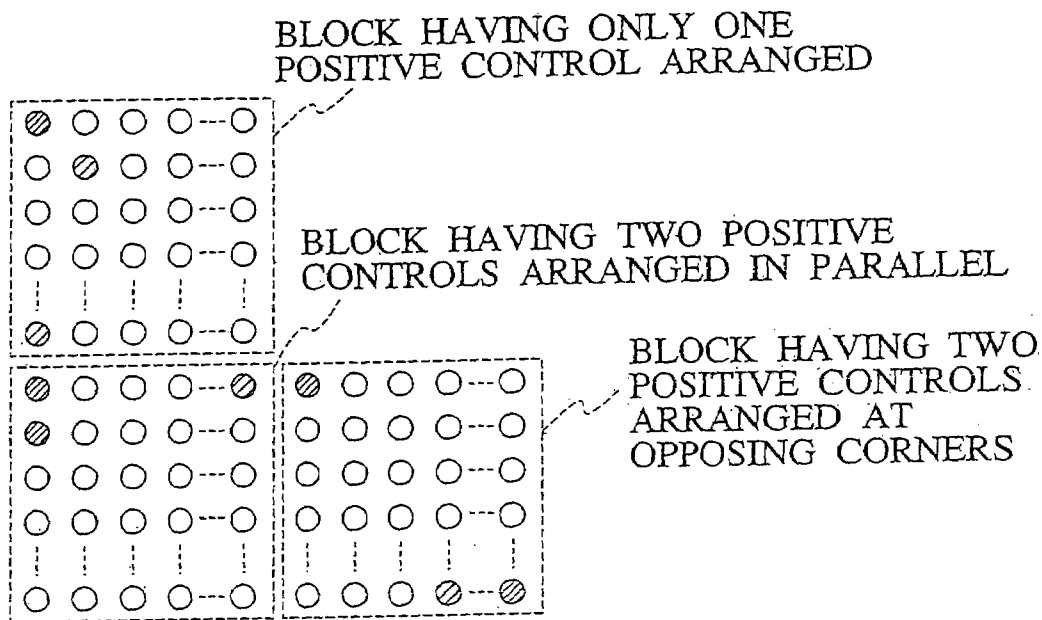 BLOCK HAVING ONLY ONE
POSITIVE CONTROL ARRANGED
BLOCK HAVING TWO POSITIVE
CONTROLS ARRANGED IN PARALLEL
BLOCK HAVING TWO
POSITIVE CONTROLS
ARRANGED AT
OPPOSING CORNERS